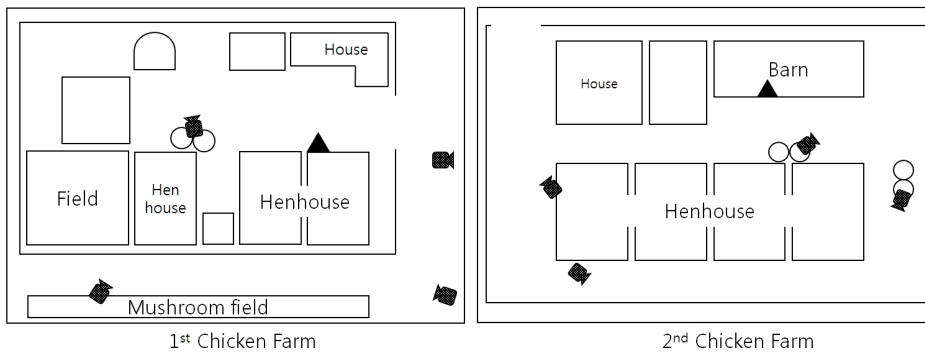 House
Field
Hen
house
Henhouse
Mushroom field
1st Chicken Farm
House
Barn
Henhouse
2nd Chicken Farm